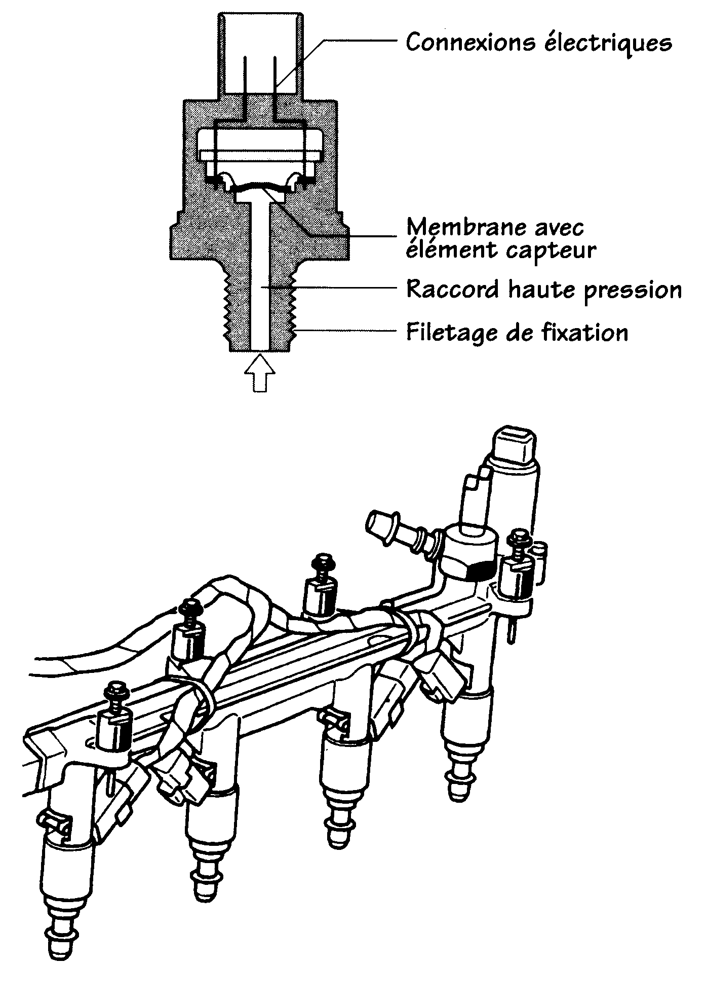 Connexions électriques
Membrane avec
élément capteur
Raccord haute pression
Filetage de fixation